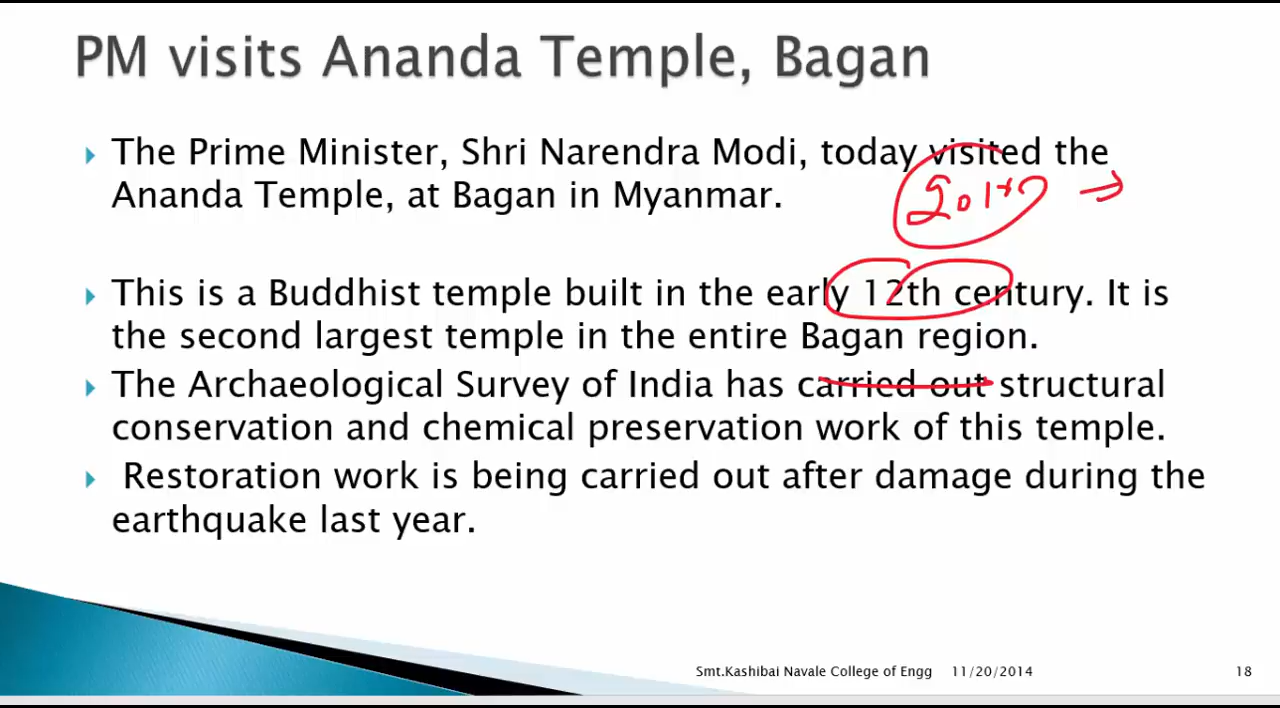 PM visits Ananda Temple, Bagan
The Prime Minister, Shri Narendra Modi, today visited the
Ananda Temple, at Bagan in Myanmar.
2017
This is a Buddhist temple built in the early 12th century. It is
the second largest temple in the entire Bagan region.
The Archaeological Survey of India has carried out structural
conservation and chemical preservation work of this temple.
Restoration work is being carried out after damage during the
earthquake last year.
Smt.Kashibai Navale College of Engg 11/20/2014 18